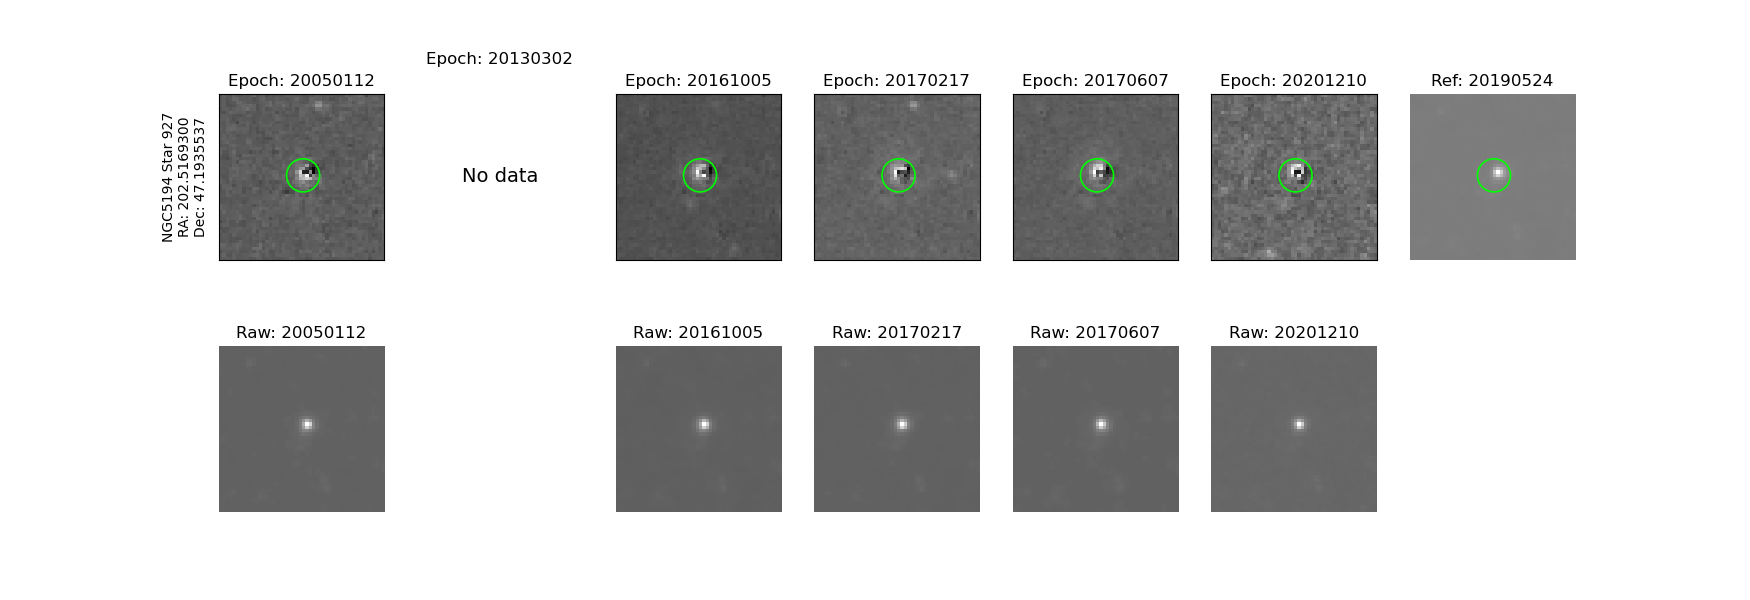 Epoch: 20130302
Epoch: 20050112
Epoch: 20161005
Epoch: 20170217
Epoch: 20170607
Epoch: 20201210
Ref: 20190524
NGC5194 Star 927
RA: 202.5169300
Dec: 47.1935537
No data
Raw: 20050112
Raw: 20161005
Raw: 20170217
Raw: 20170607
Raw: 20201210